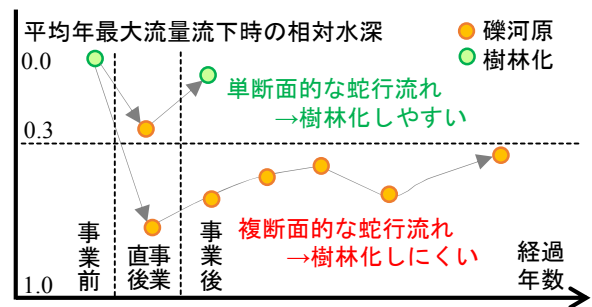 平均年最大流量流下時の相対水深
礫河原
樹林化
0.0
単断面的な蛇行流れ
→樹林化しやすい
0.3
複断面的な蛇行流れ
→樹林化しにくい
事業前
事業直後
事業後
経過
年数
1.0